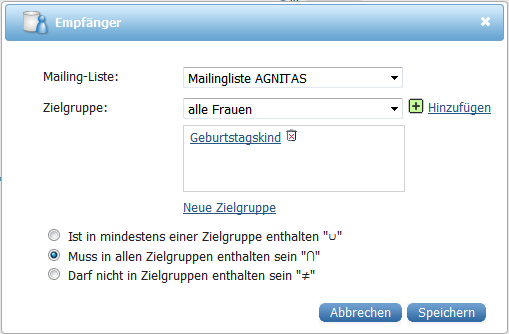 Empfänger
Mailing-Liste: Mailingliste AGNITAS
Zielgruppe: alle Frauen Hinzufügen
Geburtstagskind
Neue Zielgruppe
Ist in mindestens einer Zielgruppe enthalten "∪"
Muss in allen Zielgruppen enthalten sein "∩"
Darf nicht in Zielgruppen enthalten sein "≠"
Abbrechen Speichern